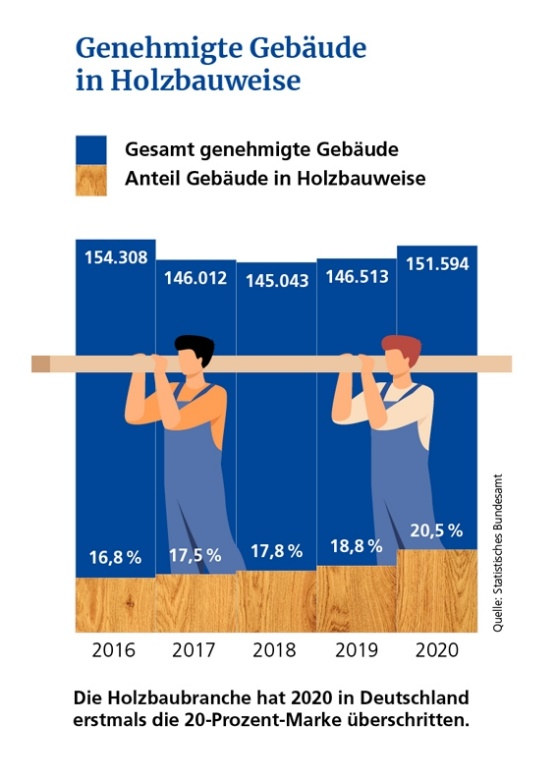 Genehmigte Gebäude
in Holzbauweise
Gesamt genehmigte Gebäude
Anteil Gebäude in Holzbauweise
154.308
146.012
145.043
146.513
151.594
16,8 %
17,5 %
17,8 %
18,8 %
20,5 %
2016
2017
2018
2019
2020
Quelle: Statistisches Bundesamt
Die Holzbaubranche hat 2020 in Deutschland
erstmals die 20-Prozent-Marke überschritten.